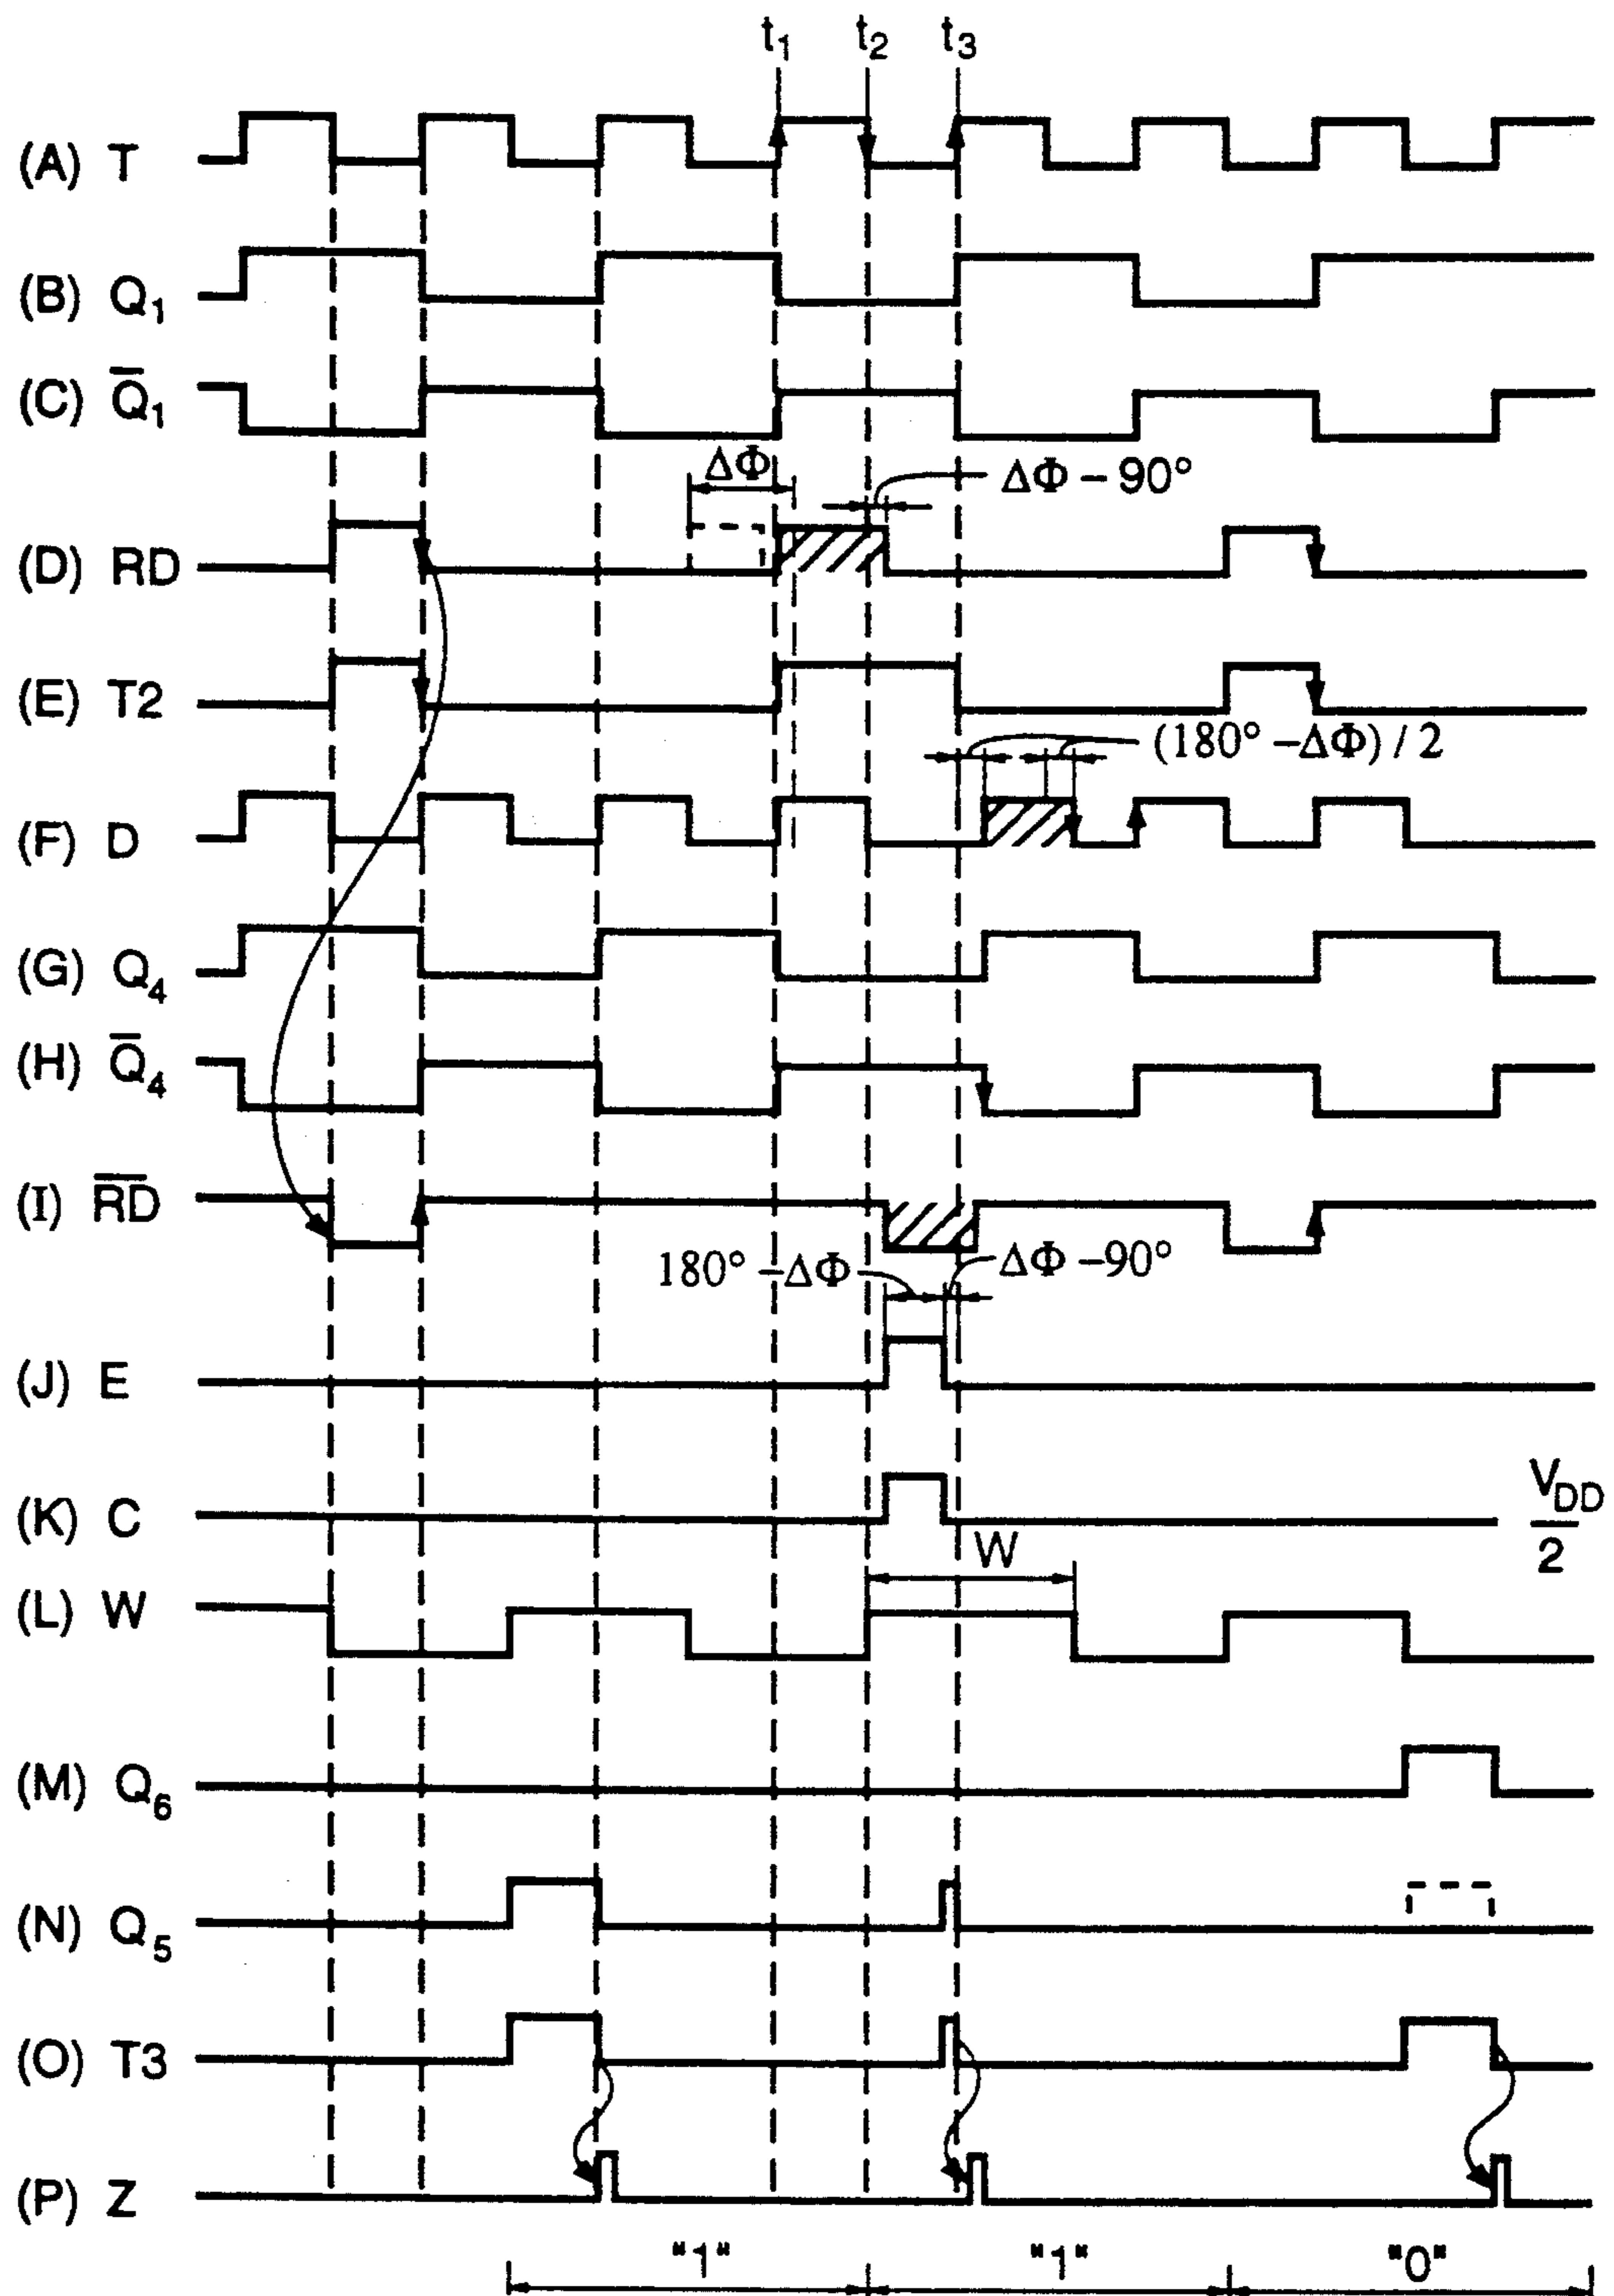 t₁ t₂ t₃
(A) T
(B) Q₁
(C) Q̅₁
ΔΦ
ΔΦ – 90°
(D) RD
(E) T2
(180° –ΔΦ) / 2
(F) D
(G) Q₄
(H) Q̅₄
(I) R̅D̅
180° –ΔΦ
ΔΦ –90°
(J) E
(K) C
V_DD
2
W
(L) W
(M) Q₆
(N) Q₅
(O) T3
(P) Z
"1" "1" "0"